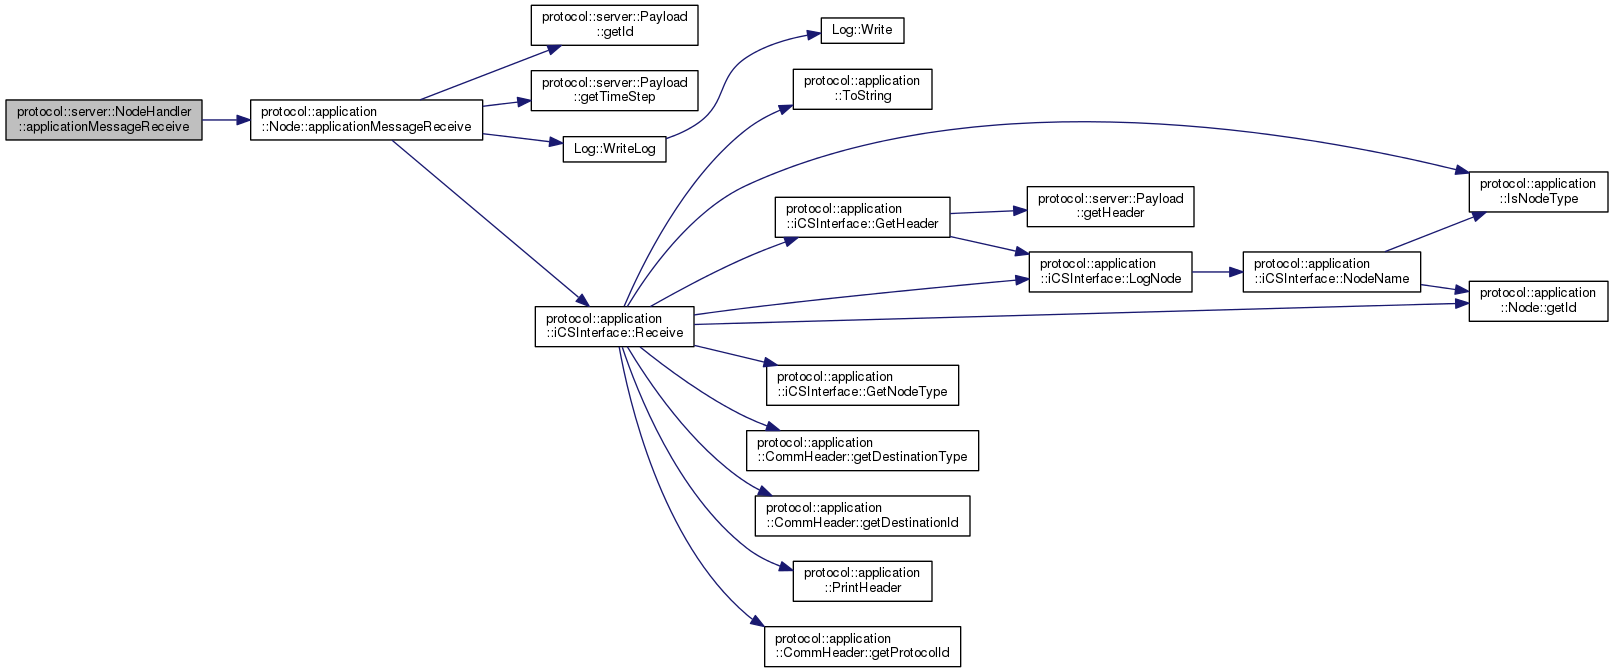 protocol::server::NodeHandler
::applicationMessageReceive
protocol::application
::Node::applicationMessageReceive
protocol::server::Payload
::getId
protocol::server::Payload
::getTimeStep
Log::WriteLog
Log::Write
protocol::application
::iCSInterface::Receive
protocol::application
::ToString
protocol::application
::iCSInterface::GetHeader
protocol::server::Payload
::getHeader
protocol::application
::iCSInterface::LogNode
protocol::application
::iCSInterface::NodeName
protocol::application
::IsNodeType
protocol::application
::Node::getId
protocol::application
::iCSInterface::GetNodeType
protocol::application
::CommHeader::getDestinationType
protocol::application
::CommHeader::getDestinationId
protocol::application
::PrintHeader
protocol::application
::CommHeader::getProtocolId